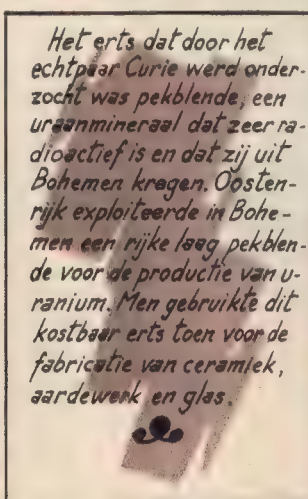 Het erts dat door het
echtpaar Curie werd onder-
zocht was pekblende, een
uraanmineraal dat zeer ra-
dioactief is en dat zij uit
Bohemen kregen. Oosten-
rijk exploiteerde in Bohe-
men een rijke laag pekblen-
de voor de productie van u-
ranium. Men gebruikte dit
kostbaar erts toen voor de
fabricatie van ceramiek,
aardewerk en glas.